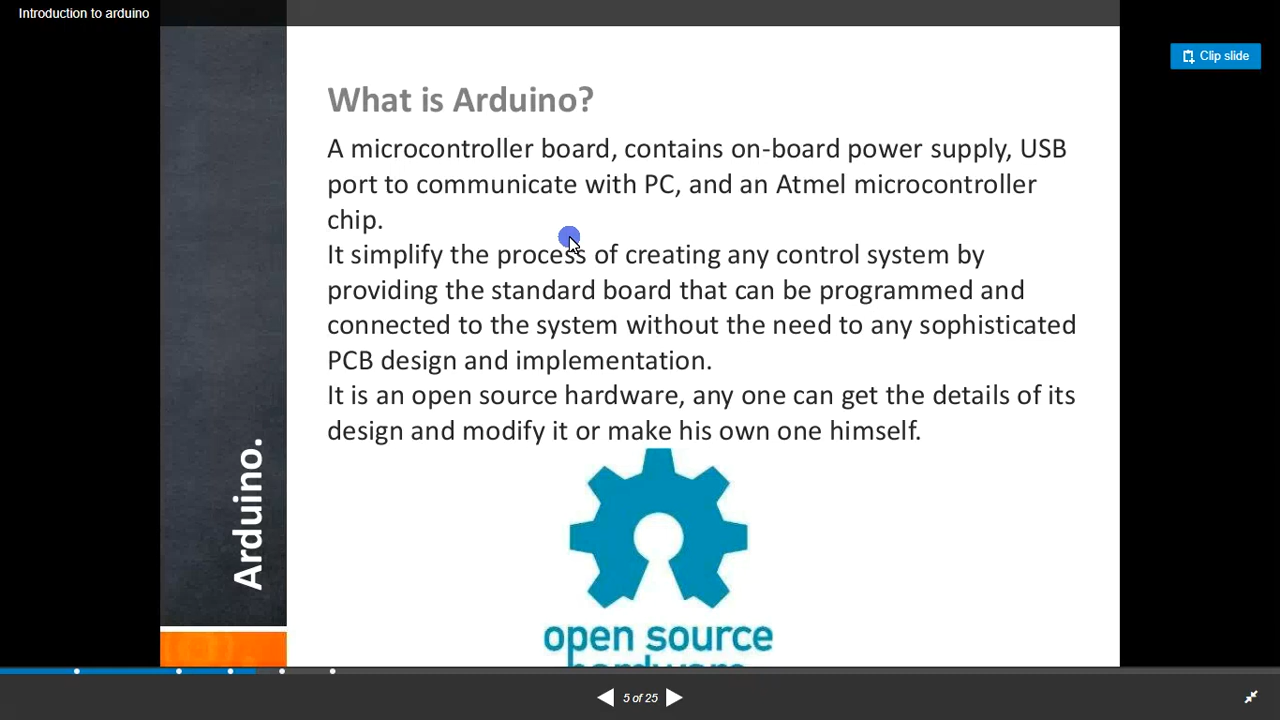 Introduction to arduino
Clip slide
What is Arduino?
A microcontroller board, contains on-board power supply, USB
port to communicate with PC, and an Atmel microcontroller
chip.
It simplify the process of creating any control system by
providing the standard board that can be programmed and
connected to the system without the need to any sophisticated
PCB design and implementation.
It is an open source hardware, any one can get the details of its
design and modify it or make his own one himself.
Arduino.
open source
hardware
5 of 25